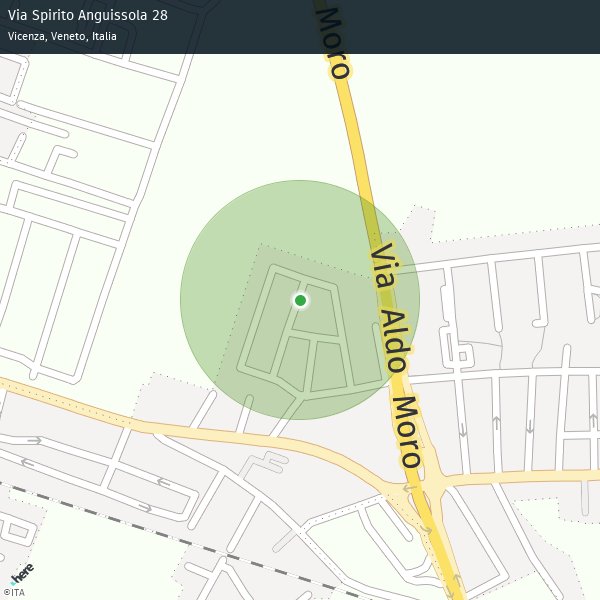 Via Spirito Anguissola 28
Vicenza, Veneto, Italia
Moro
Via Aldo Moro
here
©ITA